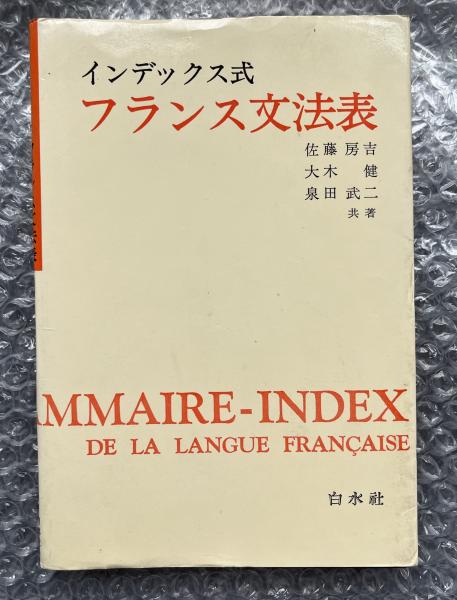 インデックス式
フランス文法表
佐藤房吉
大木 健
泉田武二
共著
AMMAIRE-INDEX
DE LA LANGUE FRANÇAISE
白水社